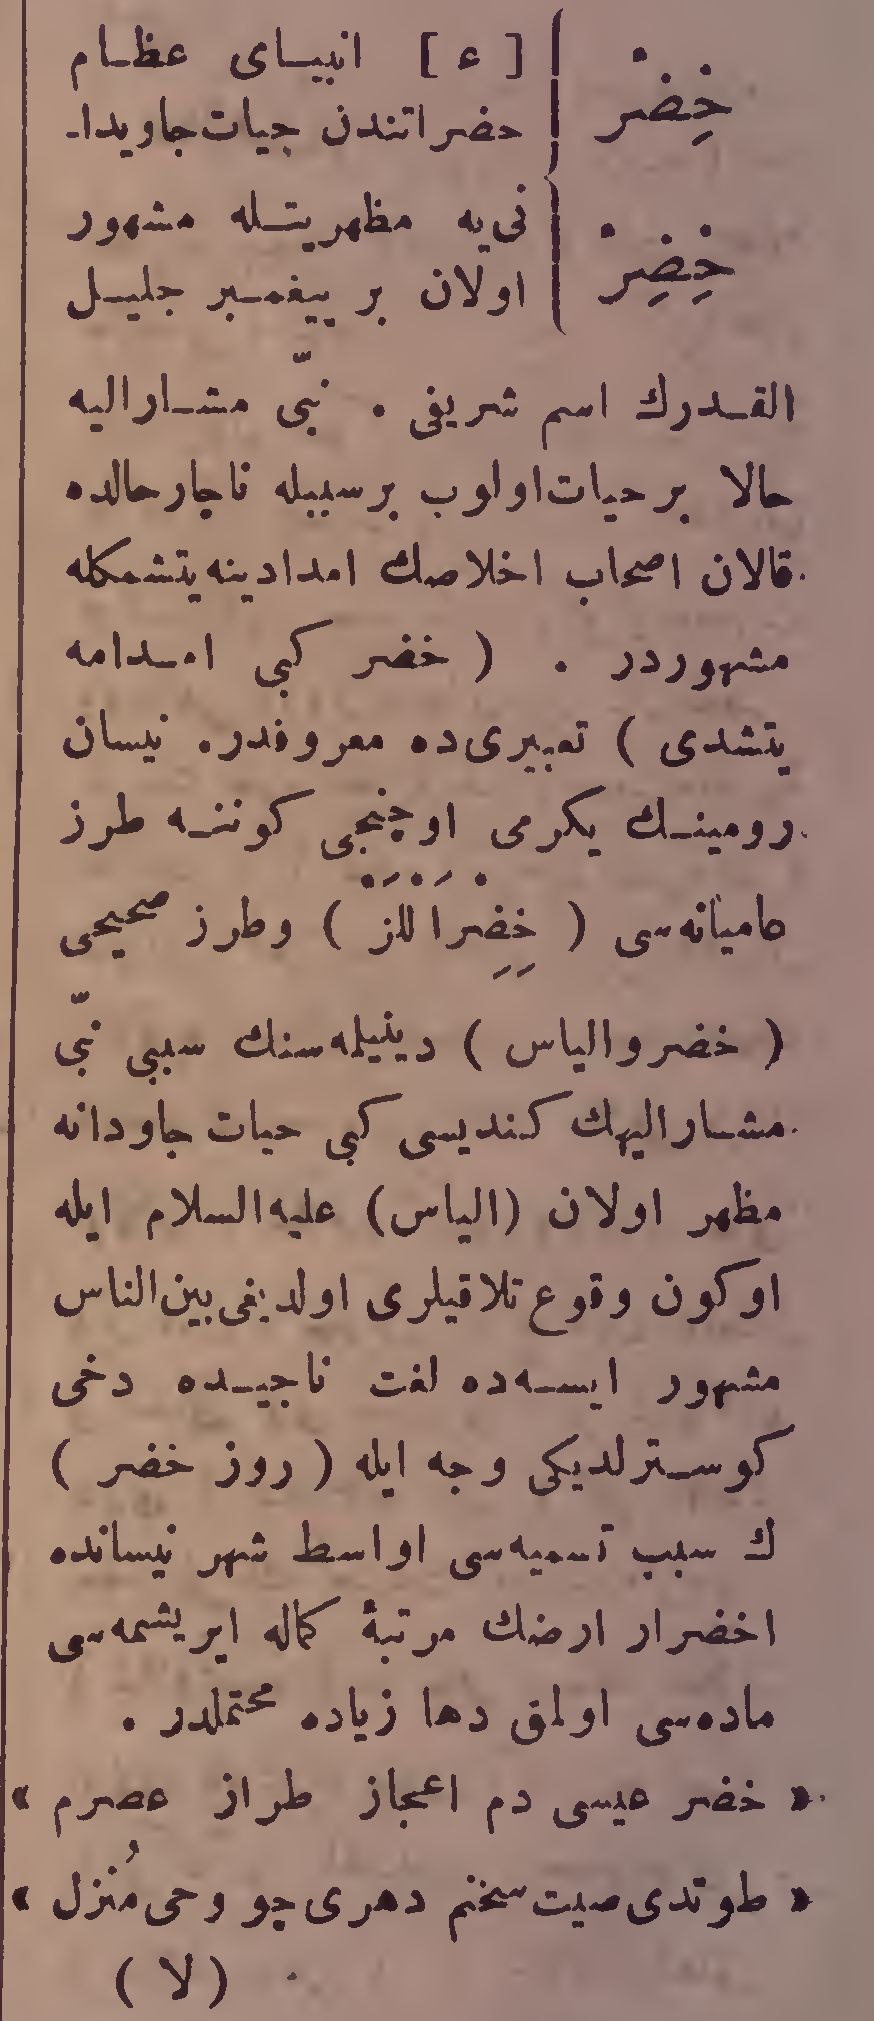 خِضْر [ ع ] انبیای عظام
حضراتندن حیات جاویدا-
خِضِرْ نی‌یه مظهریتله مشهور
اولان بر پیغمبر جلیل
القدرك اسم شریفی . نبیّ مشارالیه
حالا بر حیات اولوب بر سببله ناچار حالده
قالان اصحاب اخلاصك امدادینه یتشمکله
مشهوردر . ( خضر کبی امدامه
یتشدی ) تعبیری‌ده معروفدر. نیسان
رومینك یکرمی اوچنجی کوننه طرز
عامیانه‌سی ( خِضِرَاللَّزْ ) وطرز صحیحی
( خضر والیاس ) دینیلمه‌سنك سببی نبیّ
مشارالیهك کندیسی کبی حیات جاودانه
مظهر اولان (الیاس) علیه‌السلام ایله
اوکون وقوع تلاقیلری اولدیغی بین‌الناس
مشهور ایسه‌ده لغت ناجیده دخی
کوسترلدیکی وجه ایله ( روز خضر )
ك سبب تسمیه‌سی اواسط شهر نیسانده
اخضرار ارضك مرتبهٔ کماله ایریشمه‌سی
ماده‌سی اولمق دها زیاده محتملدر .
« خضر عیسی دم اعجاز طراز عصرم »
« طوتدی صیت سخنم دهری چو وحی مُنزل »
( لا )